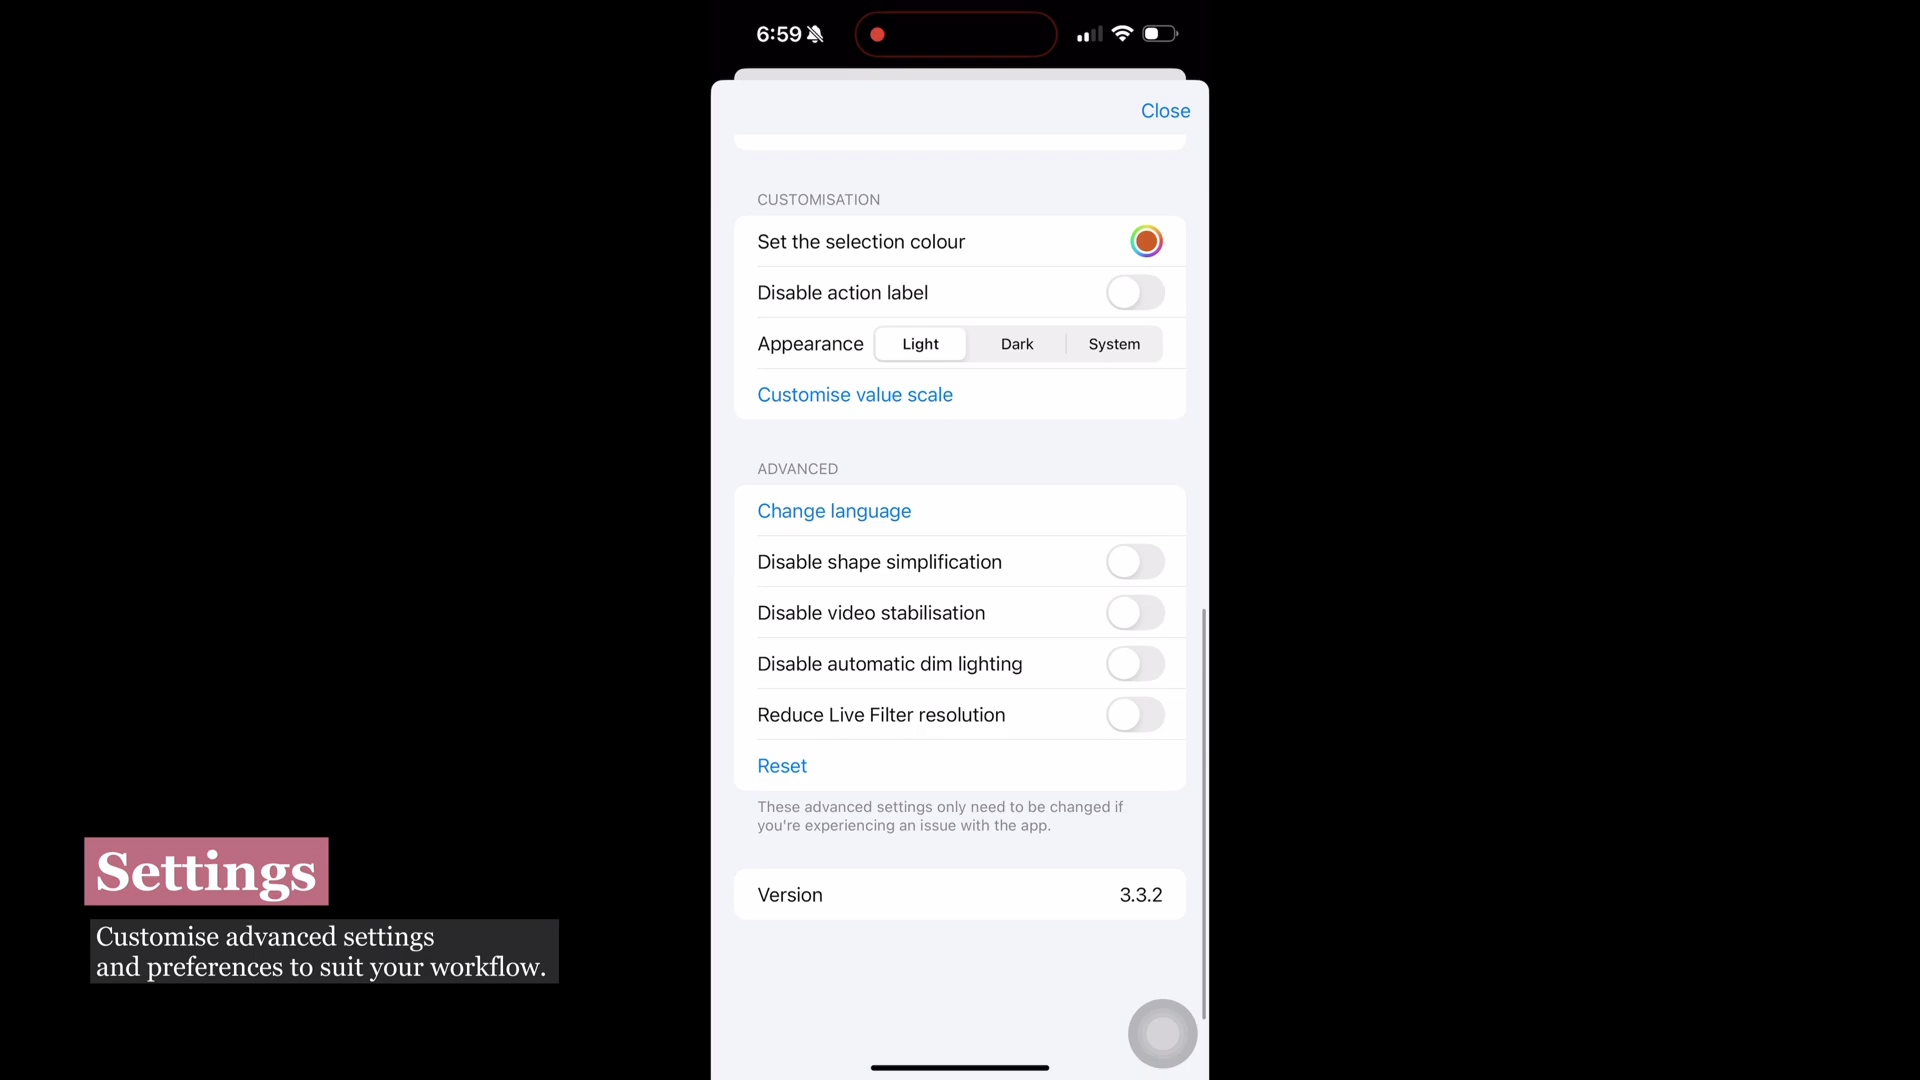 6:59
Close
CUSTOMISATION
Set the selection colour
Disable action label
Appearance Light Dark System
Customise value scale
ADVANCED
Change language
Disable shape simplification
Disable video stabilisation
Disable automatic dim lighting
Reduce Live Filter resolution
Reset
These advanced settings only need to be changed if
you're experiencing an issue with the app.
Version 3.3.2
Settings
Customise advanced settings
and preferences to suit your workflow.